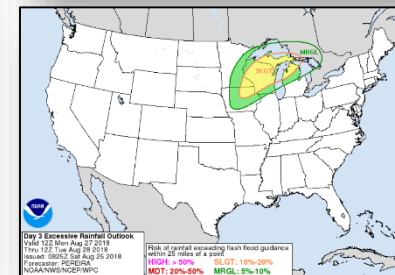 MRGL
SLGT
NOAA
Day 3 Excessive Rainfall Outlook
Valid 12Z Mon Aug 27 2018
Thru 12Z Tue Aug 28 2018
Issued: 0825Z Sat Aug 25 2018
Forecaster: PEREIRA
NOAA/NWS/NCEP/WPC
Risk of rainfall exceeding flash flood guidance
within 25 miles of a point
HIGH: > 50% SLGT: 10%-20%
MDT: 20%-50% MRGL: 5%-10%